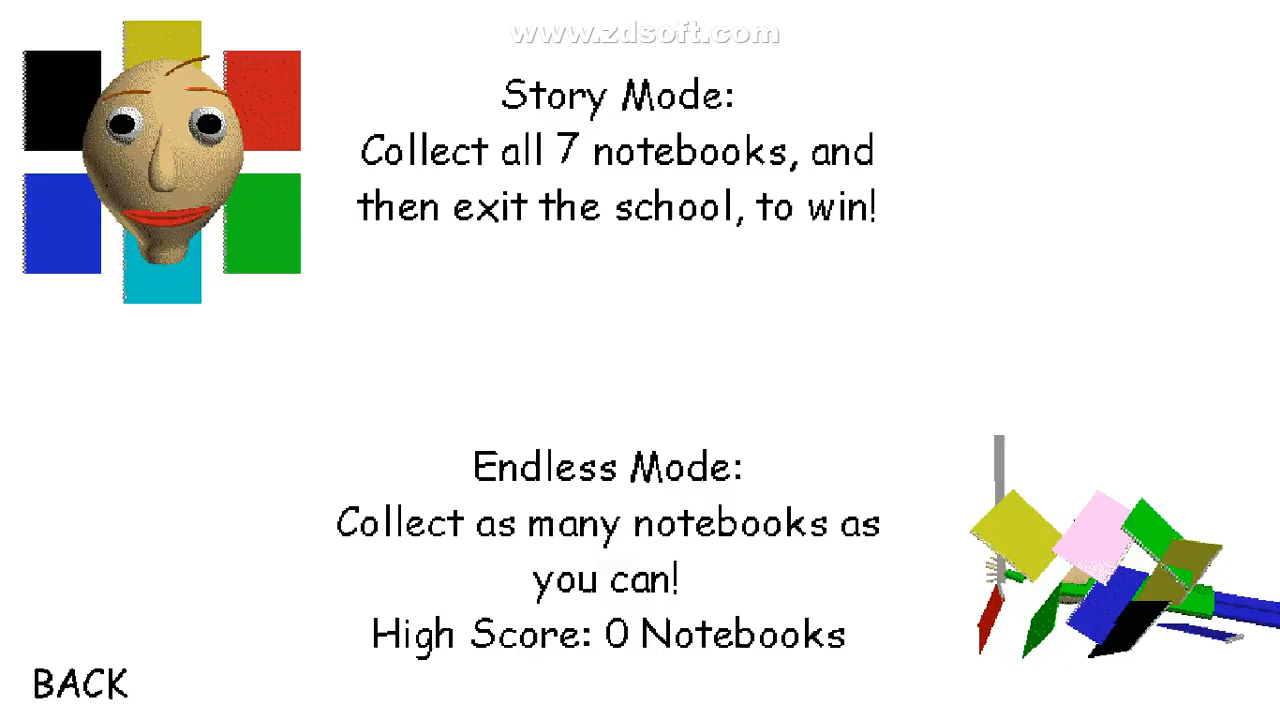 www.zdsoft.com
Story Mode:
Collect all 7 notebooks, and
then exit the school, to win!
Endless Mode:
Collect as many notebooks as
you can!
High Score: 0 Notebooks
BACK